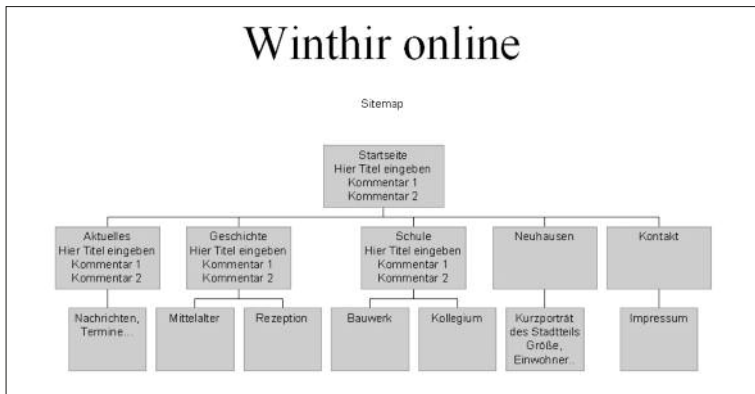 Winthir online
Sitemap
Startseite
Hier Titel eingeben
Kommentar 1
Kommentar 2
Aktuelles
Hier Titel eingeben
Kommentar 1
Kommentar 2
Geschichte
Hier Titel eingeben
Kommentar 1
Kommentar 2
Schule
Hier Titel eingeben
Kommentar 1
Kommentar 2
Neuhausen
Kontakt
Nachrichten,
Termine...
Mittelalter
Rezeption
Bauwerk
Kollegium
Kurzporträt
des Stadtteils
Größe,
Einwohner...
Impressum